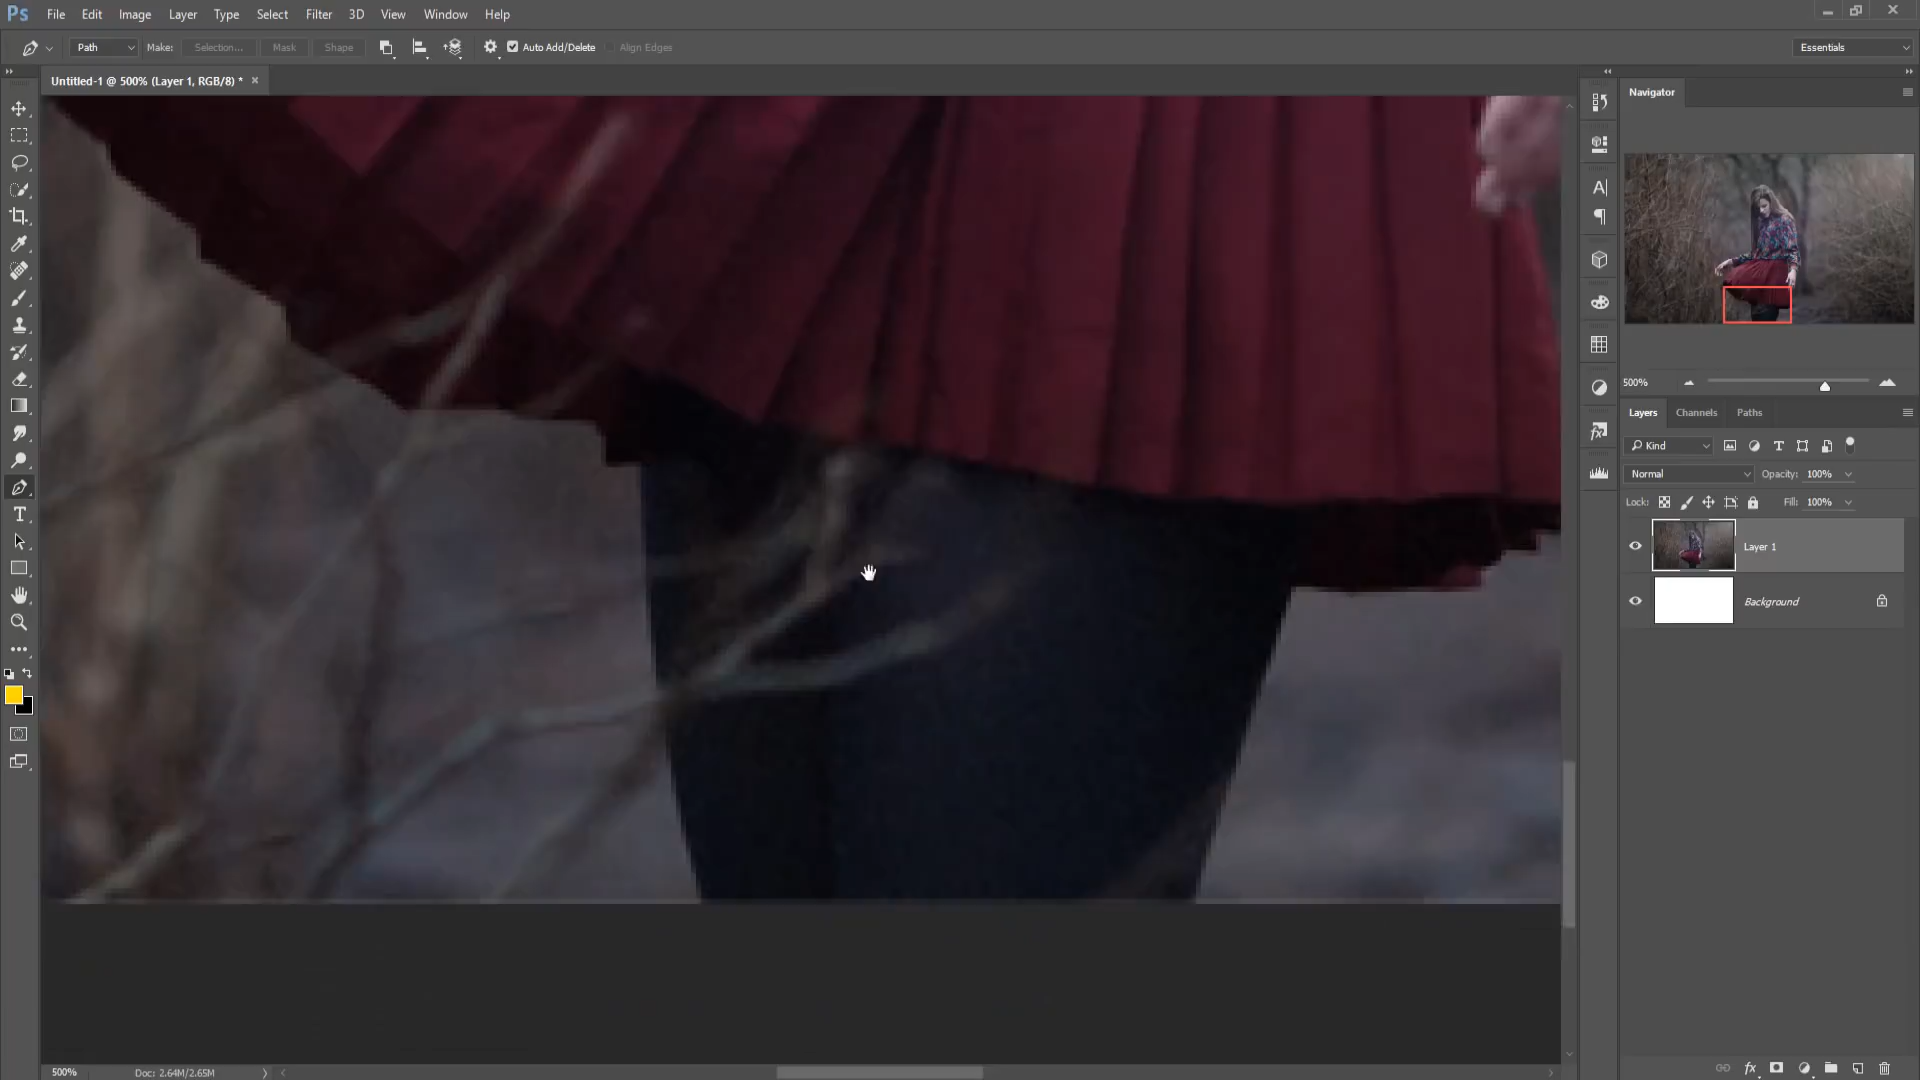 Ps File Edit Image Layer Type Select Filter 3D View Window Help
Path Make: Selection... Mask Shape Auto Add/Delete Align Edges Essentials
Untitled-1 @ 500% (Layer 1, RGB/8) * ×
Navigator
500%
Layers Channels Paths
Kind
Normal Opacity: 100%
Lock: Fill: 100%
Layer 1
Background
500% Doc: 2.64M/2.65M